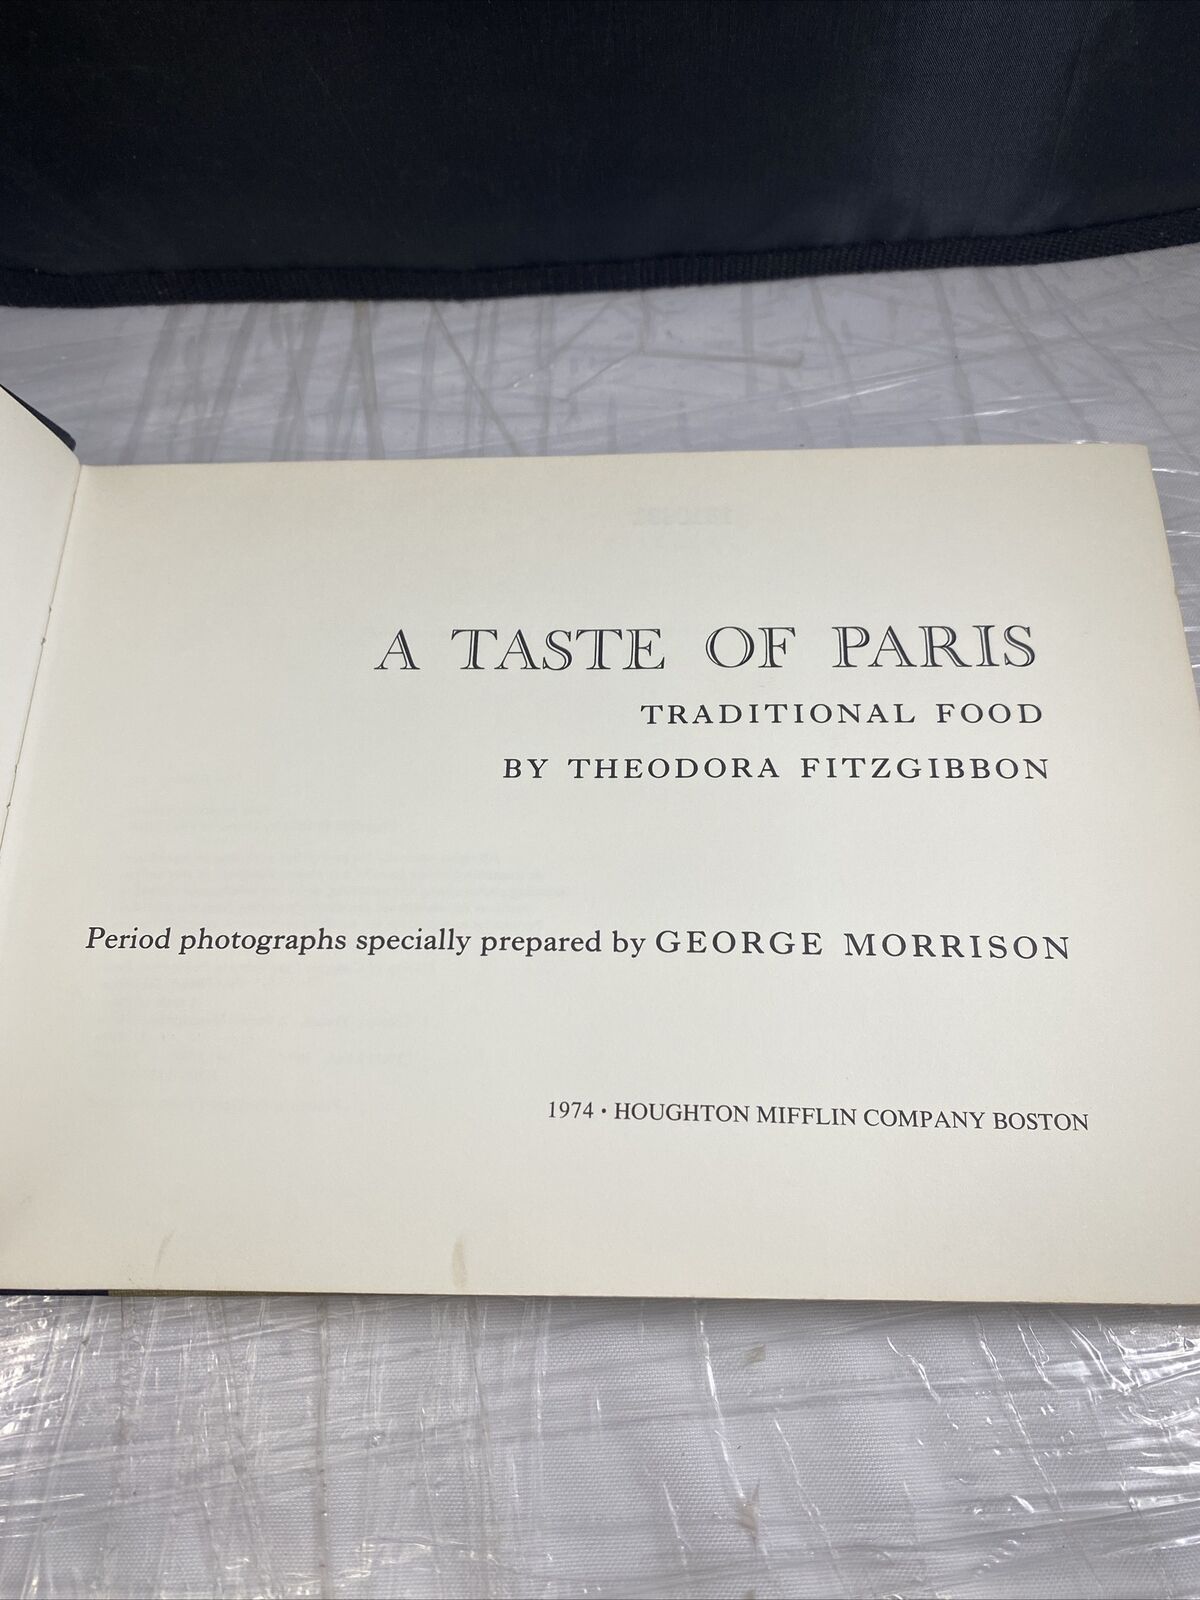 A TASTE OF PARIS
TRADITIONAL FOOD
BY THEODORA FITZGIBBON
Period photographs specially prepared by GEORGE MORRISON
1974 · HOUGHTON MIFFLIN COMPANY BOSTON